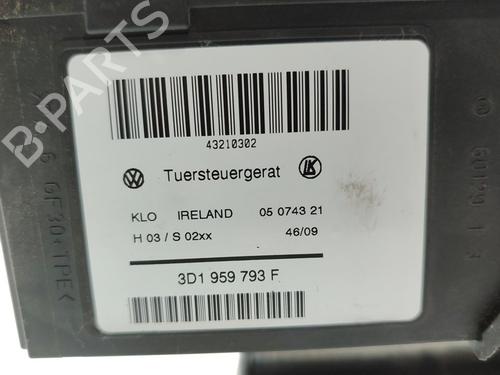 43210302
Tuersteuergerat
KLO IRELAND 05 0743 21
H 03 / S 02xx 46/09
3D1 959 793 F
B-PARTS